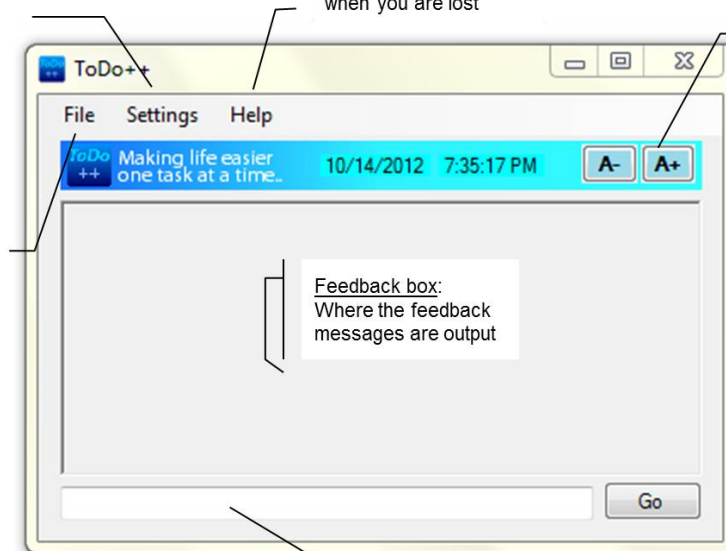 when you are lost
ToDo++
File Settings Help
ToDo ++ Making life easier one task at a time.. 10/14/2012 7:35:17 PM A- A+
Feedback box:
Where the feedback
messages are output
Go